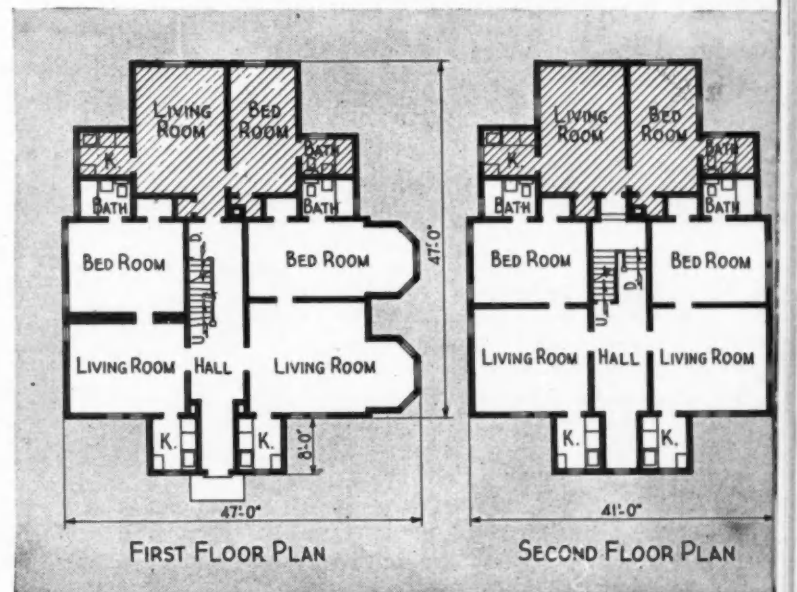 LIVING ROOM
BED ROOM
K.
BATH
BATH
BATH
D.
BED ROOM
BED ROOM
U.
LIVING ROOM
HALL
LIVING ROOM
K.
K.
8'-0"
47'-0"
47'-0"
FIRST FLOOR PLAN
LIVING ROOM
BED ROOM
K.
BATH
BATH
BATH
BED ROOM
D.
BED ROOM
U.
LIVING ROOM
HALL
LIVING ROOM
K.
K.
41'-0"
SECOND FLOOR PLAN